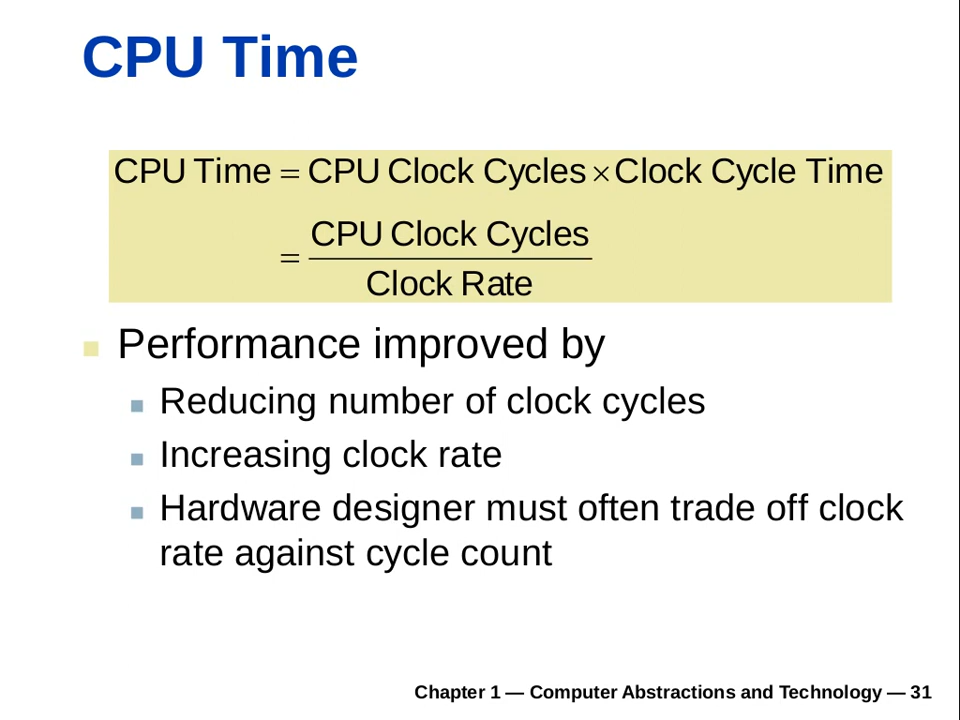 CPU Time
CPU Time = CPU Clock Cycles × Clock Cycle Time
= CPU Clock Cycles
Clock Rate
Performance improved by
Reducing number of clock cycles
Increasing clock rate
Hardware designer must often trade off clock
rate against cycle count
Chapter 1 — Computer Abstractions and Technology — 31